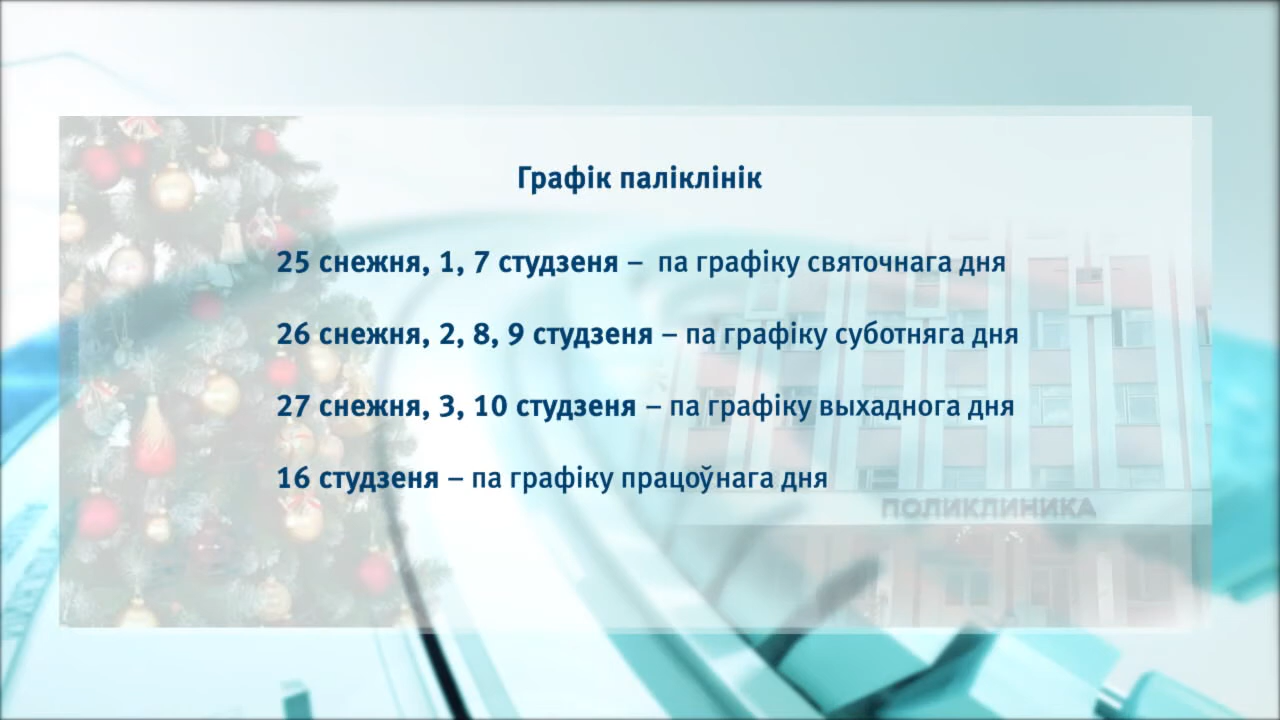 Графік паліклінік
25 снежня, 1, 7 студзеня – па графіку святочнага дня
26 снежня, 2, 8, 9 студзеня – па графіку суботняга дня
27 снежня, 3, 10 студзеня – па графіку выхаднога дня
16 студзеня – па графіку працоўнага дня
ПОЛИКЛИНИКА